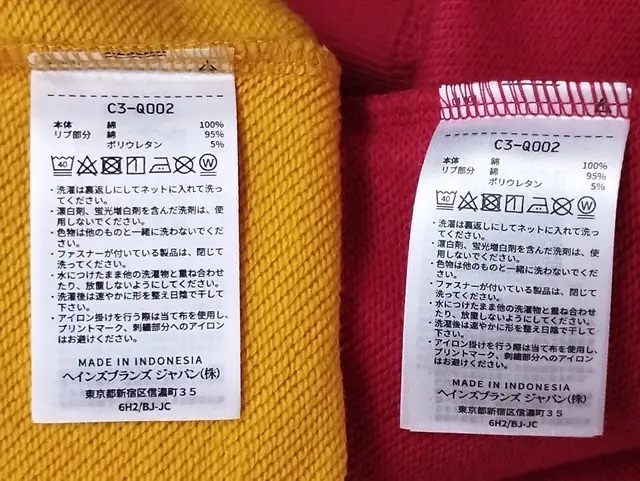 C3-Q002
本体 綿 100%
リブ部分 綿 95%
ポリウレタン 5%
40
W
・洗濯は裏返しにしてネットに入れて洗っ
てください。
・漂白剤、蛍光増白剤を含んだ洗剤は、使
用しないでください。
・色物は他のものと一緒に洗わないでくだ
さい。
・ファスナーが付いている製品は、閉じて
洗ってください。
・水につけたまま他の洗濯物と重ね合わせ
たり、放置しないようにしてください。
・洗濯後は速やかに形を整え日陰で干して
下さい。
・アイロン掛けを行う際は当て布を使用し、
プリントマーク、刺繍部分へのアイロン
はお避けください。
MADE IN INDONESIA
ヘインズブランズ ジャパン(株)
東京都新宿区信濃町35
6H2/BJ-JC
C3-Q002
本体 綿 100%
リブ部分 綿 95%
ポリウレタン 5%
40
W
・洗濯は裏返しにしてネットに入れて洗っ
てください。
・漂白剤、蛍光増白剤を含んだ洗剤は、使
用しないでください。
・色物は他のものと一緒に洗わないでくだ
さい。
・ファスナーが付いている製品は、閉じて
洗ってください。
・水につけたまま他の洗濯物と重ね合わせ
たり、放置しないようにしてください。
・洗濯後は速やかに形を整え日陰で干して
下さい。
・アイロン掛けを行う際は当て布を使用し、
プリントマーク、刺繍部分へのアイロン
はお避けください。
MADE IN INDONESIA
ヘインズブランズ ジャパン(株)
東京都新宿区信濃町35
6H2/BJ-JC